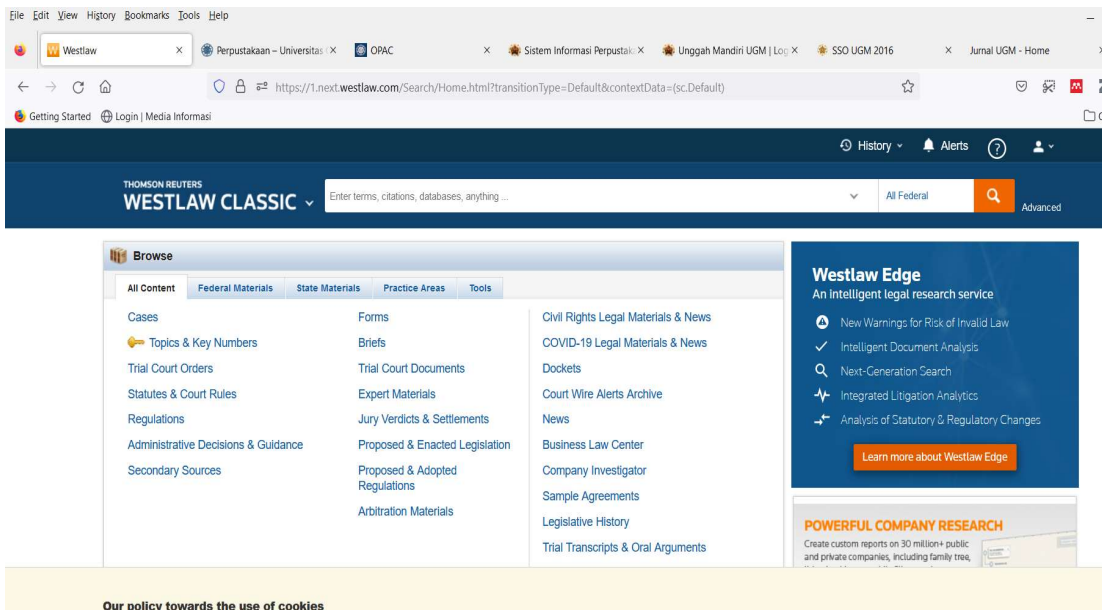 File Edit View History Bookmarks Tools Help
Westlaw × Perpustakaan – Universitas × OPAC × Sistem Informasi Perpustaka × Unggah Mandiri UGM | Log × SSO UGM 2016 × Jurnal UGM - Home
https://1.next.westlaw.com/Search/Home.html?transitionType=Default&contextData=(sc.Default)
Getting Started Login | Media Informasi
History Alerts ?
THOMSON REUTERS
WESTLAW CLASSIC
Enter terms, citations, databases, anything ...
All Federal
Advanced
Browse
All Content Federal Materials State Materials Practice Areas Tools
Cases
Topics & Key Numbers
Trial Court Orders
Statutes & Court Rules
Regulations
Administrative Decisions & Guidance
Secondary Sources
Forms
Briefs
Trial Court Documents
Expert Materials
Jury Verdicts & Settlements
Proposed & Enacted Legislation
Proposed & Adopted
Regulations
Arbitration Materials
Civil Rights Legal Materials & News
COVID-19 Legal Materials & News
Dockets
Court Wire Alerts Archive
News
Business Law Center
Company Investigator
Sample Agreements
Legislative History
Trial Transcripts & Oral Arguments
Westlaw Edge
An intelligent legal research service
New Warnings for Risk of Invalid Law
Intelligent Document Analysis
Next-Generation Search
Integrated Litigation Analytics
Analysis of Statutory & Regulatory Changes
Learn more about Westlaw Edge
POWERFUL COMPANY RESEARCH
Create custom reports on 30 million+ public
and private companies, including family tree,
Our policy towards the use of cookies